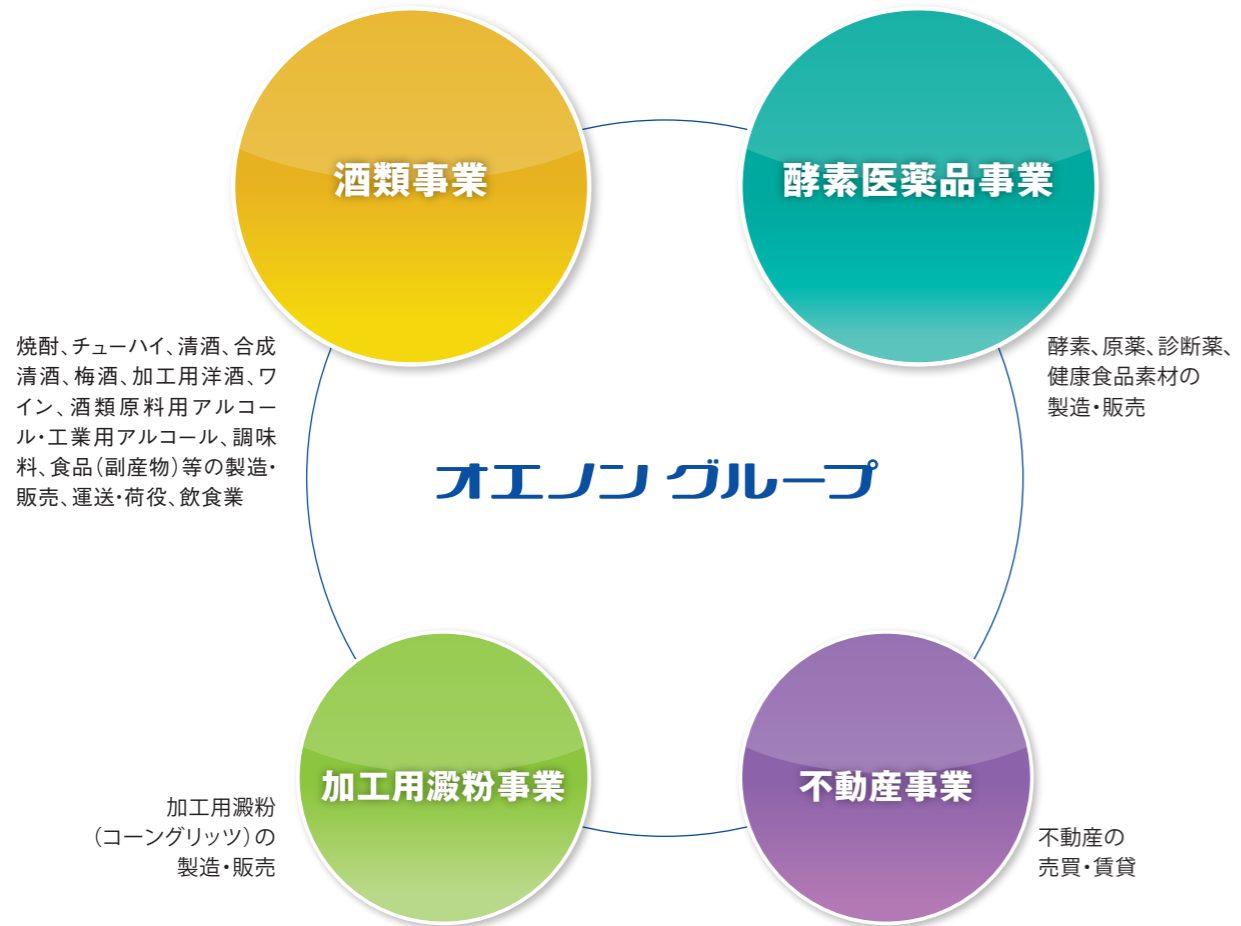 酒類事業
酵素医薬品事業
焼酎、チューハイ、清酒、合成
清酒、梅酒、加工用洋酒、ワ
イン、酒類原料用アルコー
ル・工業用アルコール、調味
料、食品(副産物)等の製造・
販売、運送・荷役、飲食業
酵素、原薬、診断薬、
健康食品素材の
製造・販売
オエノン グループ
加工用澱粉事業
不動産事業
加工用澱粉
(コーングリッツ)の
製造・販売
不動産の
売買・賃貸